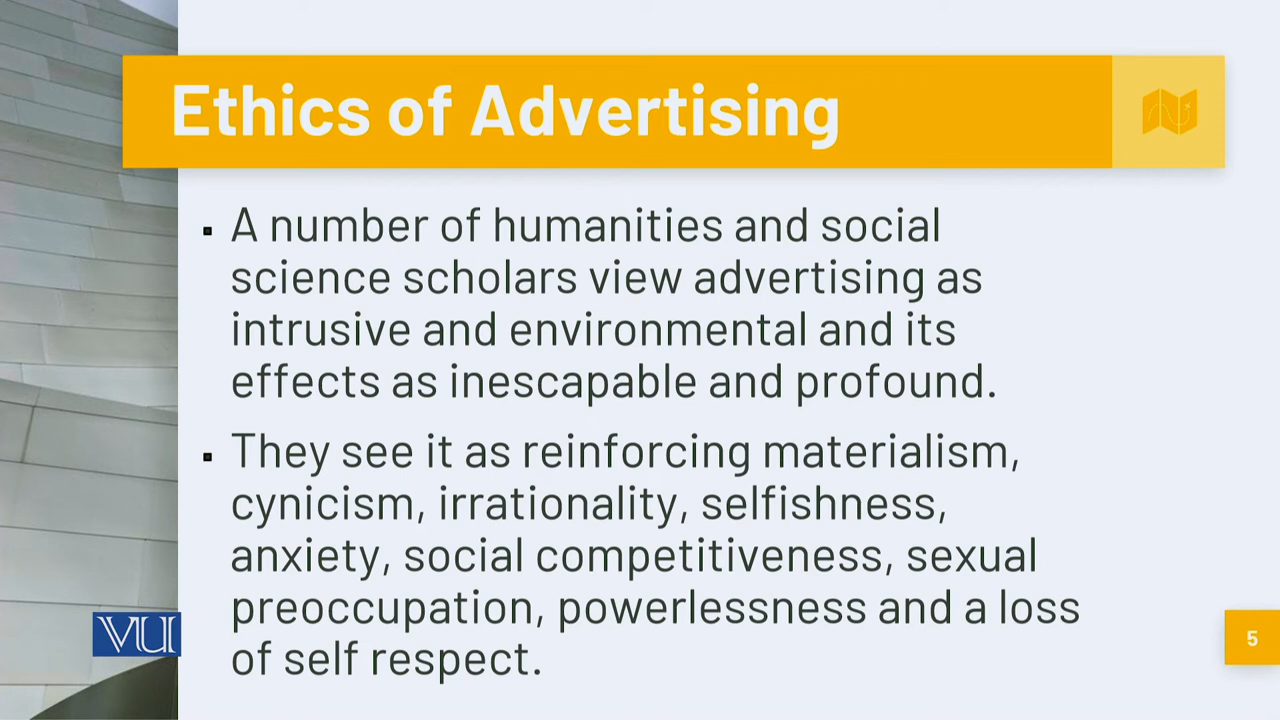 Ethics of Advertising
▪ A number of humanities and social
science scholars view advertising as
intrusive and environmental and its
effects as inescapable and profound.
▪ They see it as reinforcing materialism,
cynicism, irrationality, selfishness,
anxiety, social competitiveness, sexual
preoccupation, powerlessness and a loss
of self respect.
VU
5